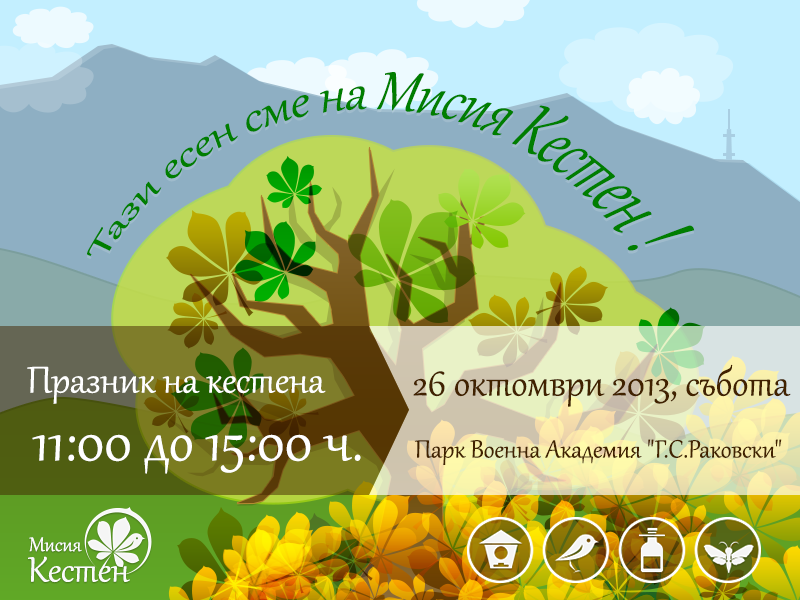 Тази есен сме на Мисия Кестен !
Празник на кестена
11:00 до 15:00 ч.
26 октомври 2013, събота
Парк Военна Академия "Г.С.Раковски"
Мисия
Кестен